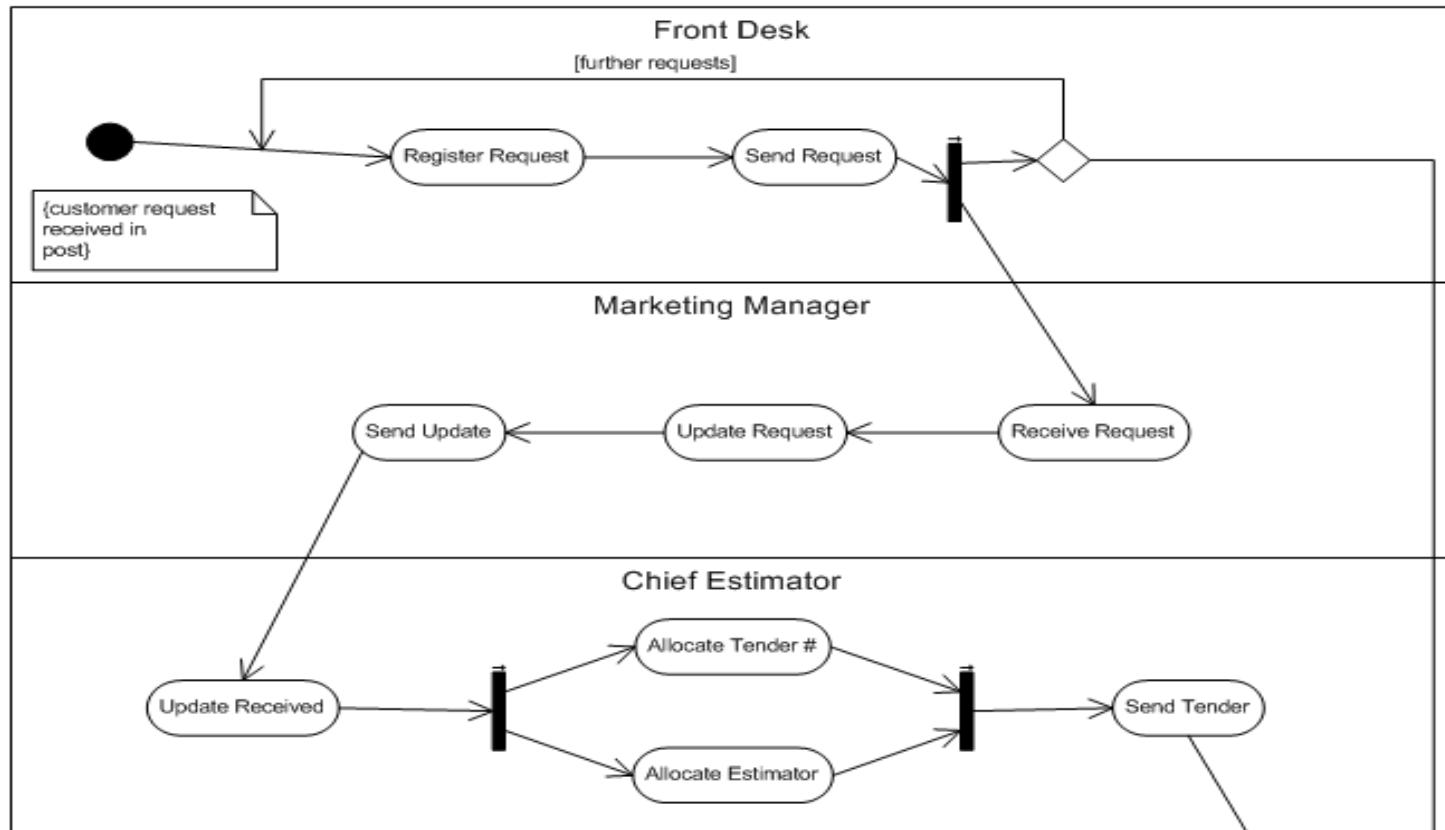 Front Desk
[further requests]
Register Request
Send Request
{customer request
received in
post}
Marketing Manager
Send Update
Update Request
Receive Request
Chief Estimator
Allocate Tender #
Update Received
Send Tender
Allocate Estimator